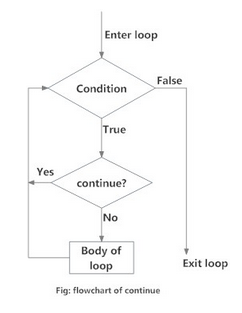 Enter loop
Condition
False
True
Yes
continue?
No
Body of
loop
Exit loop
Fig: flowchart of continue